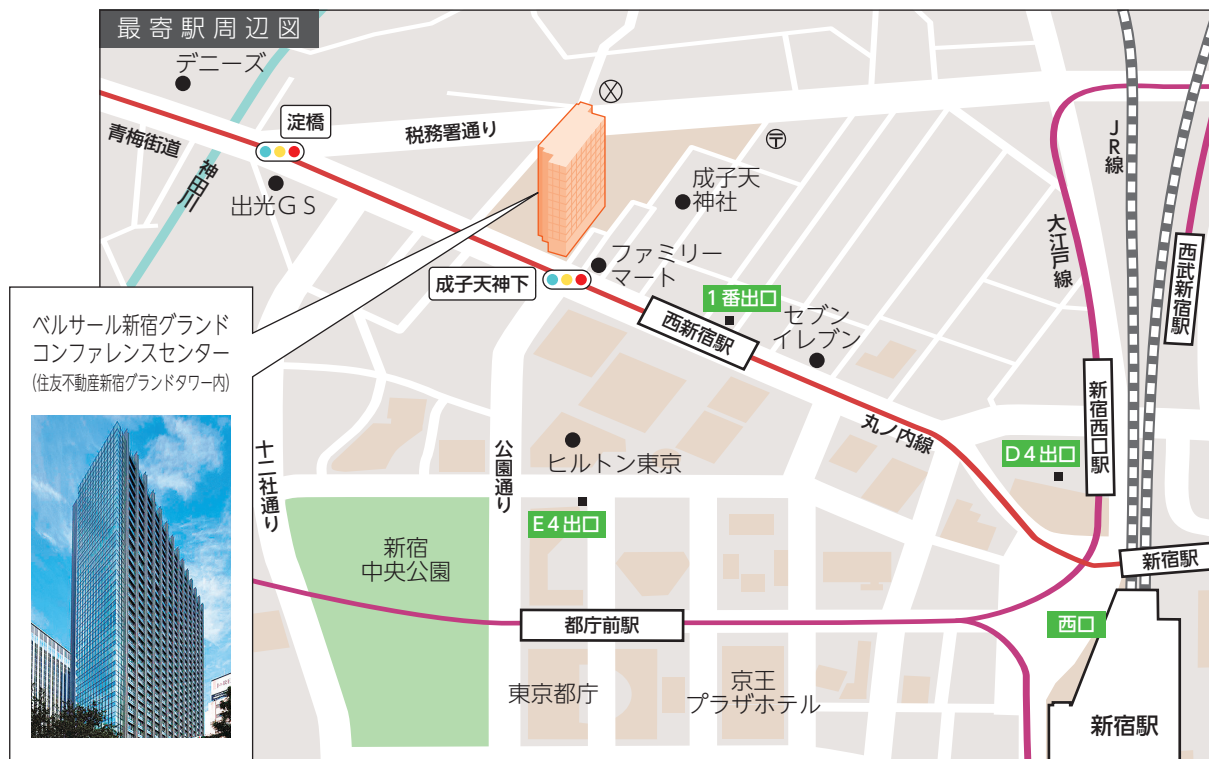 最寄駅周辺図
デニーズ
淀橋
青梅街道
神田川
税務署通り
出光ＧＳ
〒
成子天
神社
ファミリー
マート
成子天神下
１番出口
西新宿駅
セブン
イレブン
ＪＲ線
大江戸線
西武新宿駅
ベルサール新宿グランド
コンファレンスセンター
(住友不動産新宿グランドタワー内)
丸ノ内線
新宿西口駅
Ｄ４出口
十二社通り
公園通り
ヒルトン東京
Ｅ４出口
新宿
中央公園
新宿駅
都庁前駅
西口
東京都庁
京王
プラザホテル
新宿駅